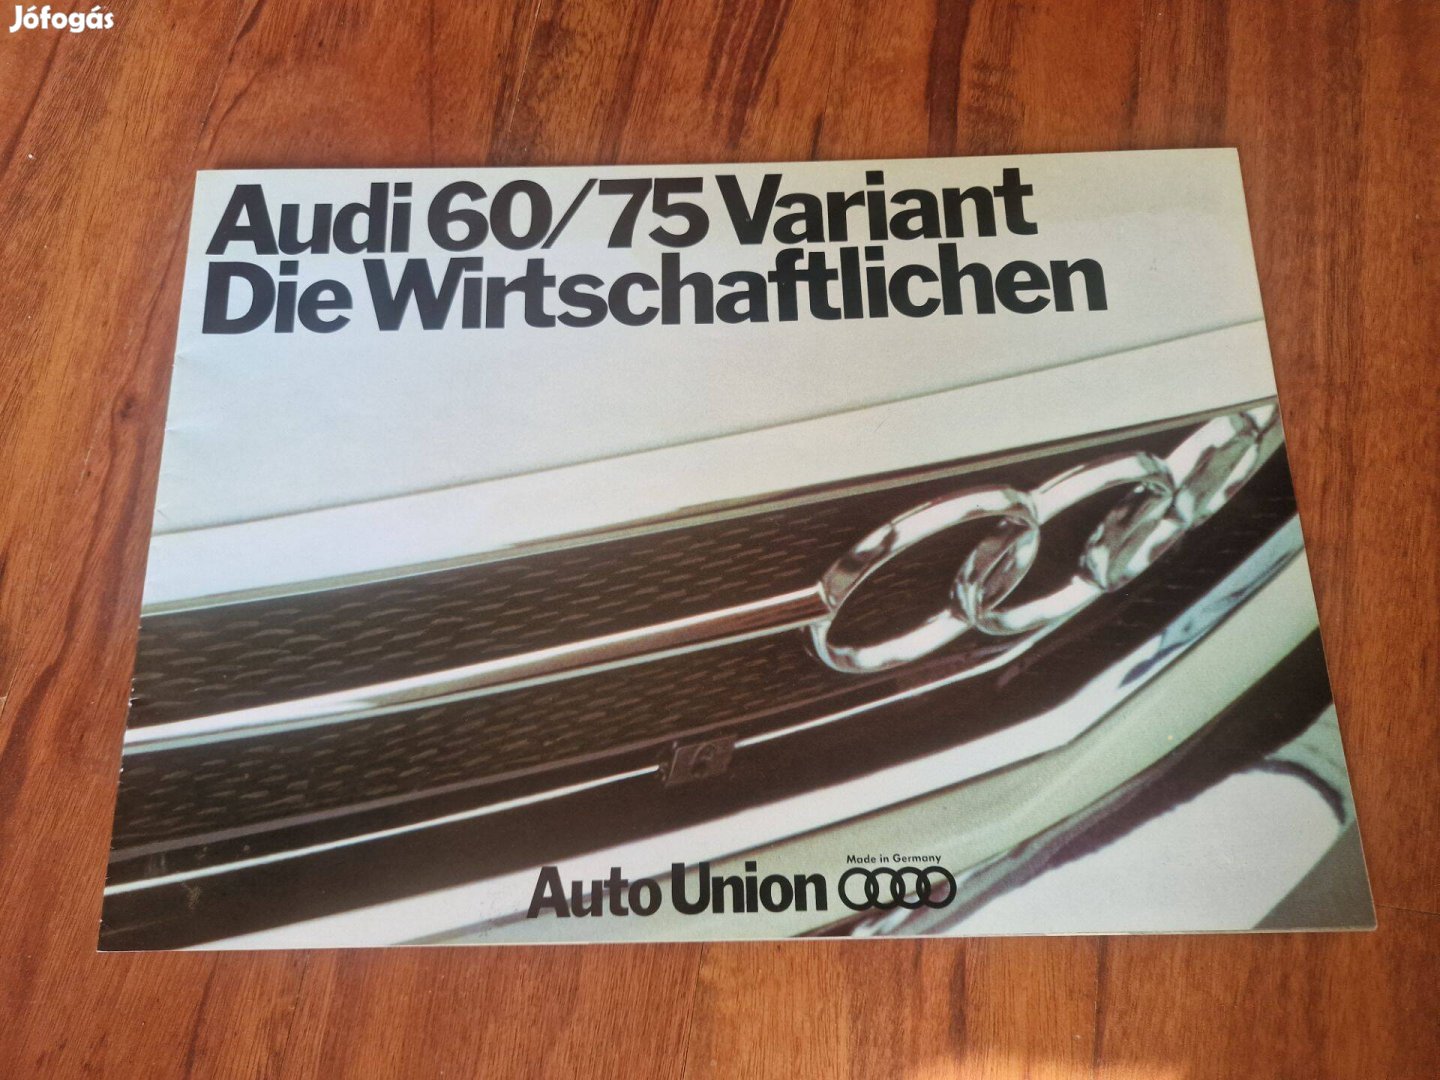 Jófogás
Audi 60/75 Variant
Die Wirtschaftlichen
Made in Germany
Auto Union